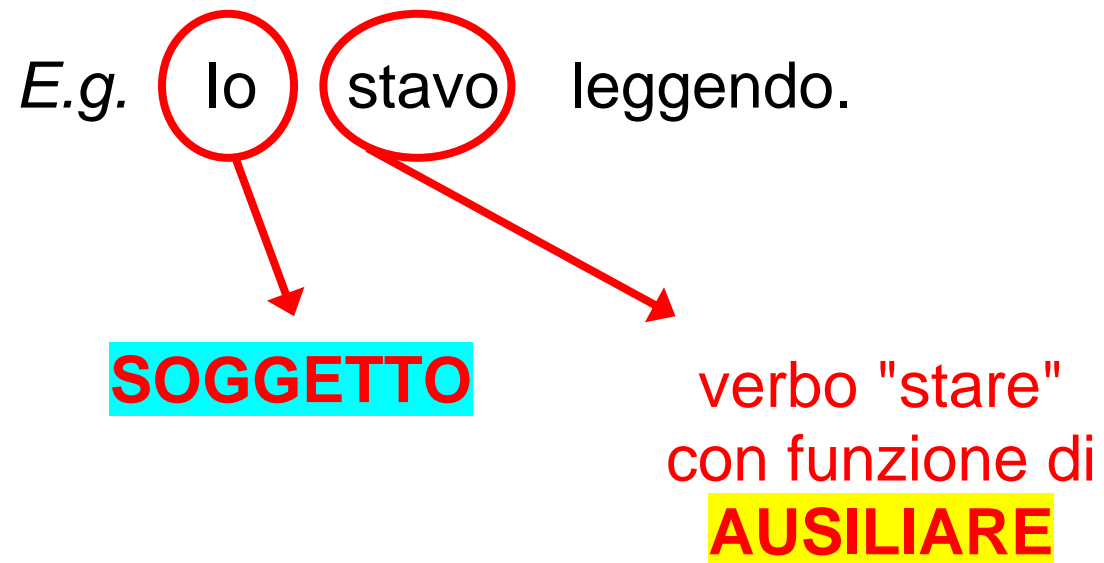 E.g. Io stavo leggendo.
SOGGETTO
verbo "stare"
con funzione di
AUSILIARE